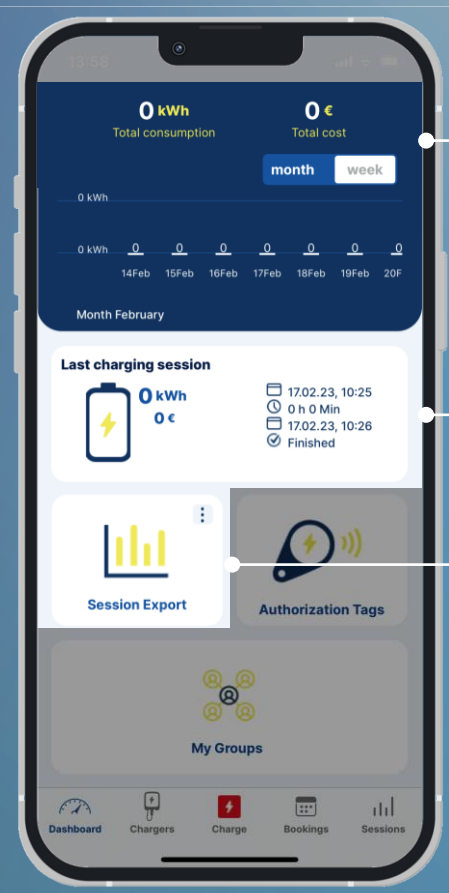 13:58
0 kWh 0 €
Total consumption Total cost
month week
0 kWh
0 kWh 0 0 0 0 0 0 0
14Feb 15Feb 16Feb 17Feb 18Feb 19Feb 20F
Month February
Last charging session
0 kWh
0 €
17.02.23, 10:25
0 h 0 Min
17.02.23, 10:26
Finished
Session Export
Authorization Tags
My Groups
Dashboard Chargers Charge Bookings Sessions